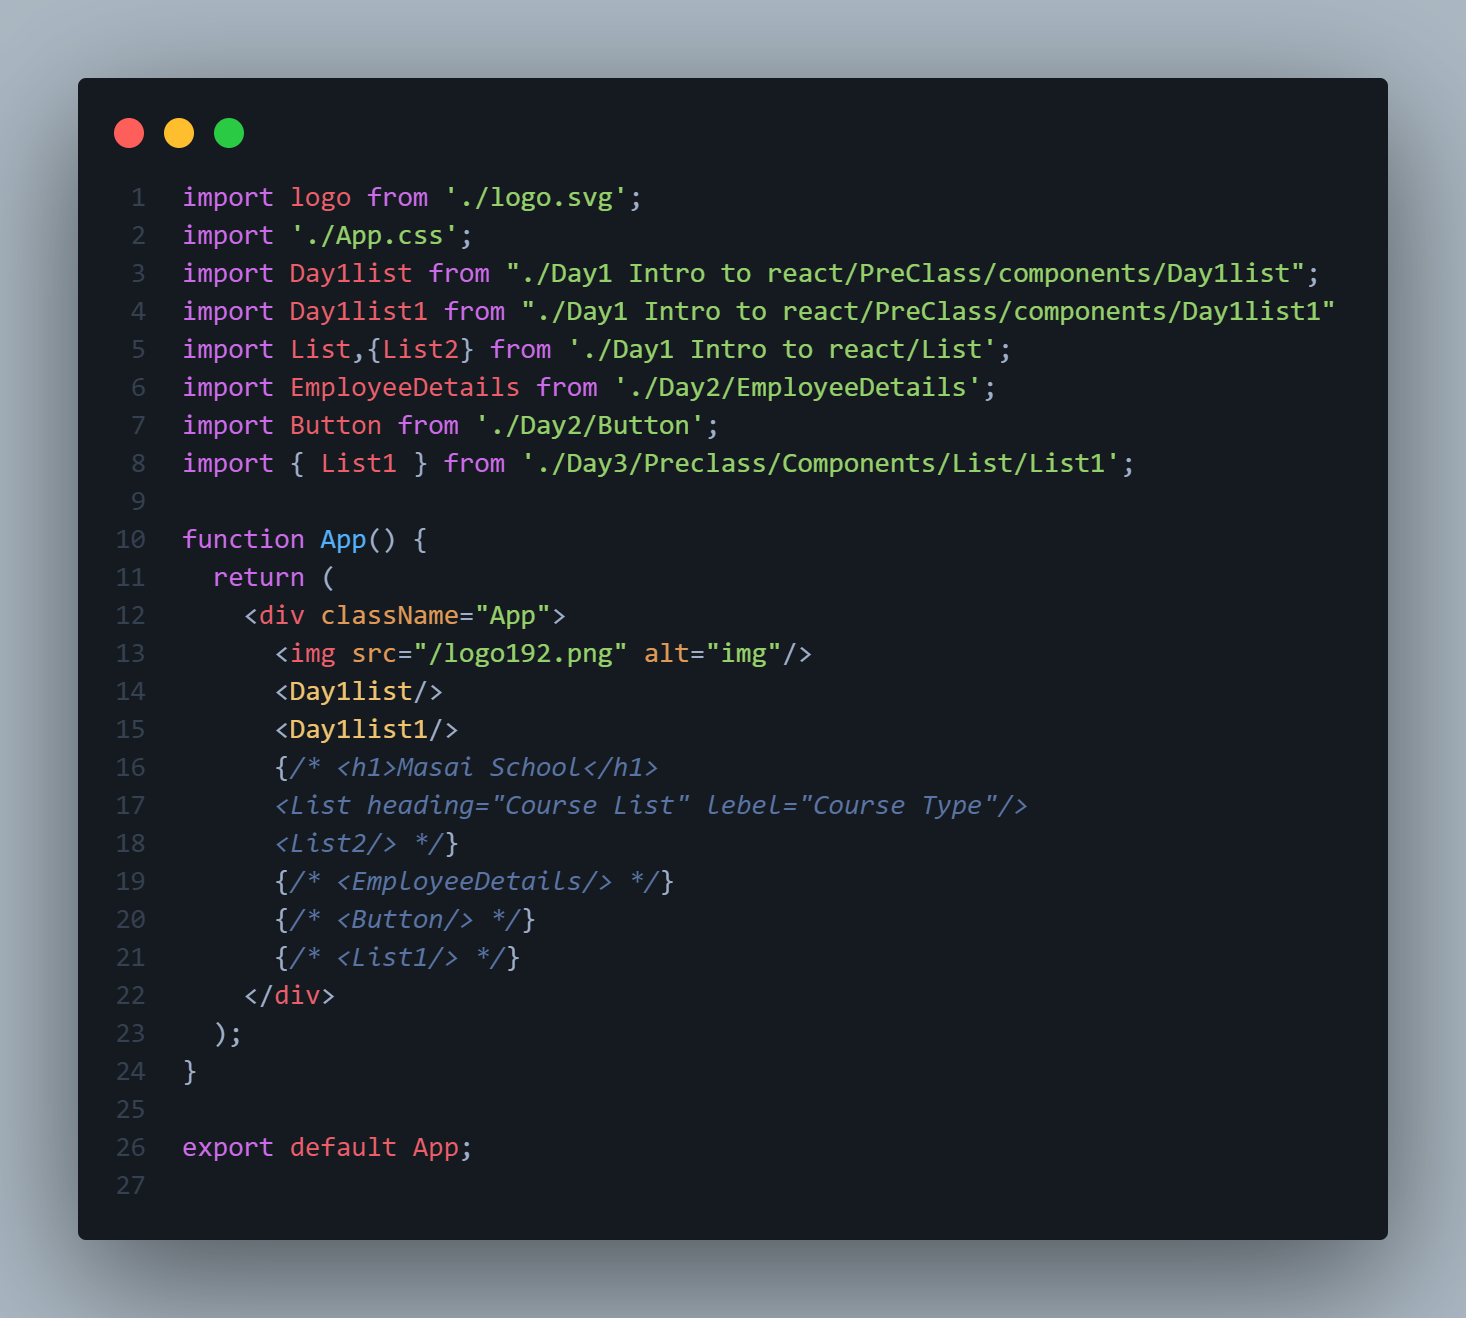 1 import logo from './logo.svg';
2 import './App.css';
3 import Day1list from "./Day1 Intro to react/PreClass/components/Day1list";
4 import Day1list1 from "./Day1 Intro to react/PreClass/components/Day1list1"
5 import List,{List2} from './Day1 Intro to react/List';
6 import EmployeeDetails from './Day2/EmployeeDetails';
7 import Button from './Day2/Button';
8 import { List1 } from './Day3/Preclass/Components/List/List1';
9
10 function App() {
11   return (
12     <div className="App">
13       <img src="/logo192.png" alt="img"/>
14       <Day1list/>
15       <Day1list1/>
16       {/* <h1>Masai School</h1>
17       <List heading="Course List" lebel="Course Type"/>
18       <List2/> */}
19       {/* <EmployeeDetails/> */}
20       {/* <Button/> */}
21       {/* <List1/> */}
22     </div>
23   );
24 }
25
26 export default App;
27